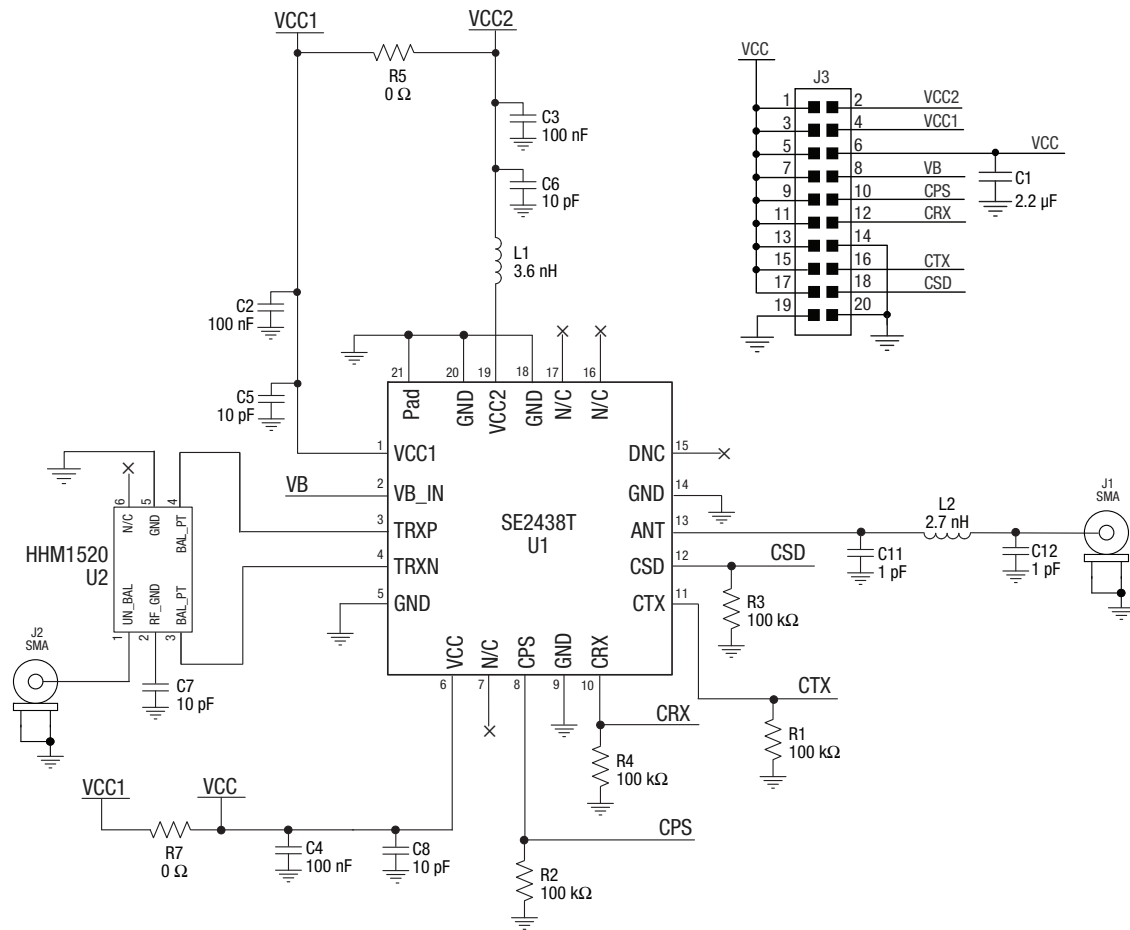 VCC1
VCC2
R5
0 Ω
C3
100 nF
C6
10 pF
L1
3.6 nH
C2
100 nF
C5
10 pF
VCC
J3
1 2 VCC2
3 4 VCC1
5 6 VCC
7 8 VB
9 10 CPS
11 12 CRX
13 14
15 16 CTX
17 18 CSD
19 20
C1
2.2 µF
21 20 19 18 17 16
Pad GND VCC2 GND N/C N/C
1 VCC1
VB 2 VB_IN
3 TRXP
4 TRXN
5 GND
SE2438T
U1
DNC 15
GND 14
ANT 13
CSD 12 CSD
CTX 11
VCC N/C CPS GND CRX
6 7 8 9 10
6 5 4
N/C GND BAL_PT
HHM1520
U2
UN_BAL RF_GND BAL_PT
1 2 3
J2
SMA
C7
10 pF
L2
2.7 nH
C11
1 pF
C12
1 pF
J1
SMA
R3
100 kΩ
CTX
R1
100 kΩ
CRX
R4
100 kΩ
CPS
R2
100 kΩ
VCC1
VCC
R7
0 Ω
C4
100 nF
C8
10 pF